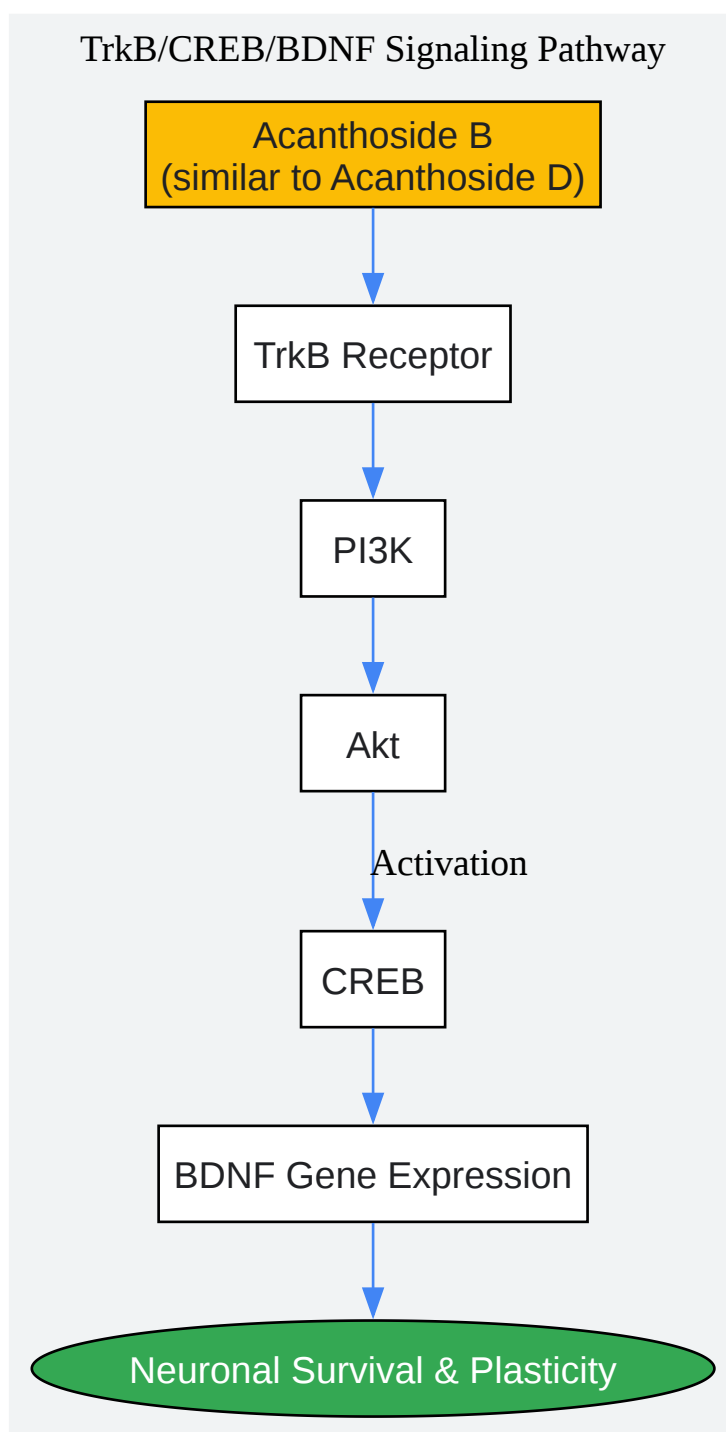 TrkB/CREB/BDNF Signaling Pathway
Acanthoside B
(similar to Acanthoside D)
TrkB Receptor
PI3K
Akt
Activation
CREB
BDNF Gene Expression
Neuronal Survival & Plasticity